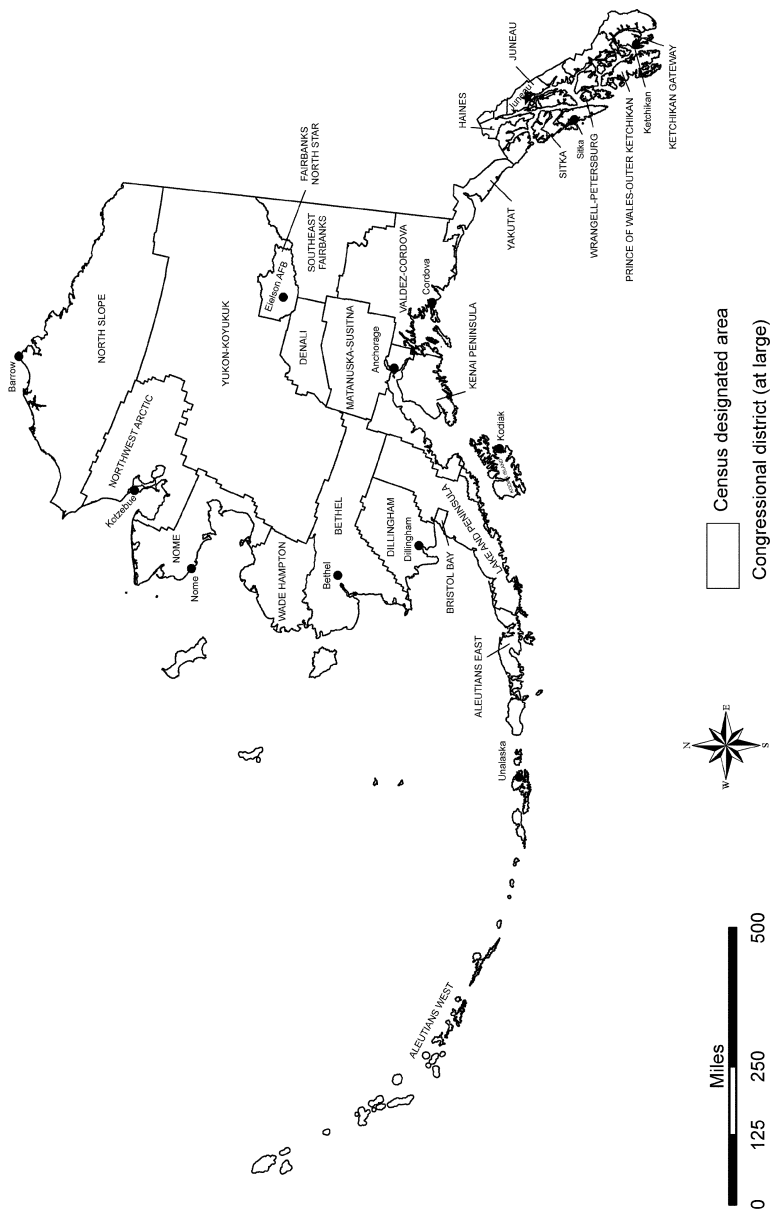 Barrow
NORTH SLOPE
NORTHWEST ARCTIC
Kotzebue
NOME
Nome
YUKON-KOYUKUK
FAIRBANKS
NORTH STAR
Eielson AFB
SOUTHEAST
FAIRBANKS
DENALI
WADE HAMPTON
BETHEL
Bethel
MATANUSKA-SUSITNA
Anchorage
VALDEZ-CORDOVA
Cordova
DILLINGHAM
Dillingham
BRISTOL BAY
LAKE AND PENINSULA
KENAI PENINSULA
Kodiak
ALEUTIANS EAST
Unalaska
ALEUTIANS WEST
YAKUTAT
HAINES
JUNEAU
Juneau
SITKA
Sitka
WRANGELL-PETERSBURG
PRINCE OF WALES-OUTER KETCHIKAN
Ketchikan
KETCHIKAN GATEWAY
N
W
E
S
Miles
0 125 250 500
Census designated area
Congressional district (at large)